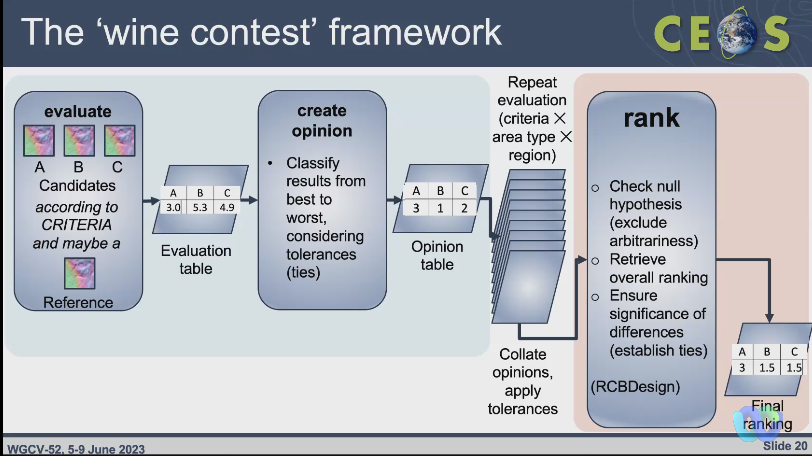 The 'wine contest' framework
CEOS
evaluate
A B C
Candidates
according to
CRITERIA
and maybe a
Reference
A B C
3.0 5.3 4.9
Evaluation
table
create
opinion
• Classify
results from
best to
worst,
considering
tolerances
(ties)
A B C
3 1 2
Opinion
table
Repeat
evaluation
(criteria X
area type X
region)
Collate
opinions,
apply
tolerances
rank
○ Check null
hypothesis
(exclude
arbitrariness)
○ Retrieve
overall ranking
○ Ensure
significance of
differences
(establish ties)
(RCBDesign)
A B C
3 1.5 1.5
Final
ranking
WGCV-52, 5-9 June 2023
Slide 20